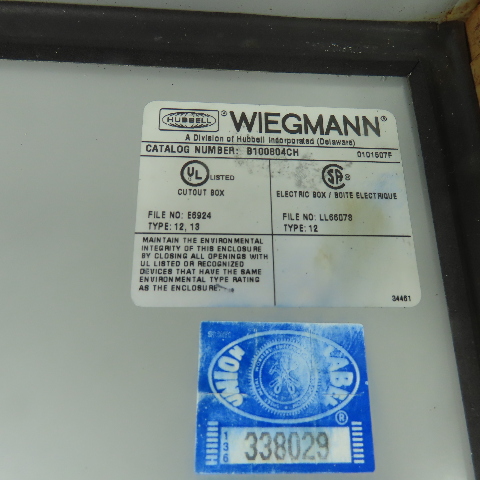 HUBBELL ® WIEGMANN®
A Division of Hubbell Incorporated (Delaware)
CATALOG NUMBER: B100804CH 0101507F
UL LISTED SA ®
CUTOUT BOX ELECTRIC BOX / BOITE ELECTRIQUE
FILE NO: E6924 FILE NO: LL66078
TYPE: 12, 13 TYPE: 12
MAINTAIN THE ENVIRONMENTAL
INTEGRITY OF THIS ENCLOSURE
BY CLOSING ALL OPENINGS WITH
UL LISTED OR RECOGNIZED
DEVICES THAT HAVE THE SAME
ENVIRONMENTAL TYPE RATING
AS THE ENCLOSURE.
34461
UNION LABEL ®
136 338029